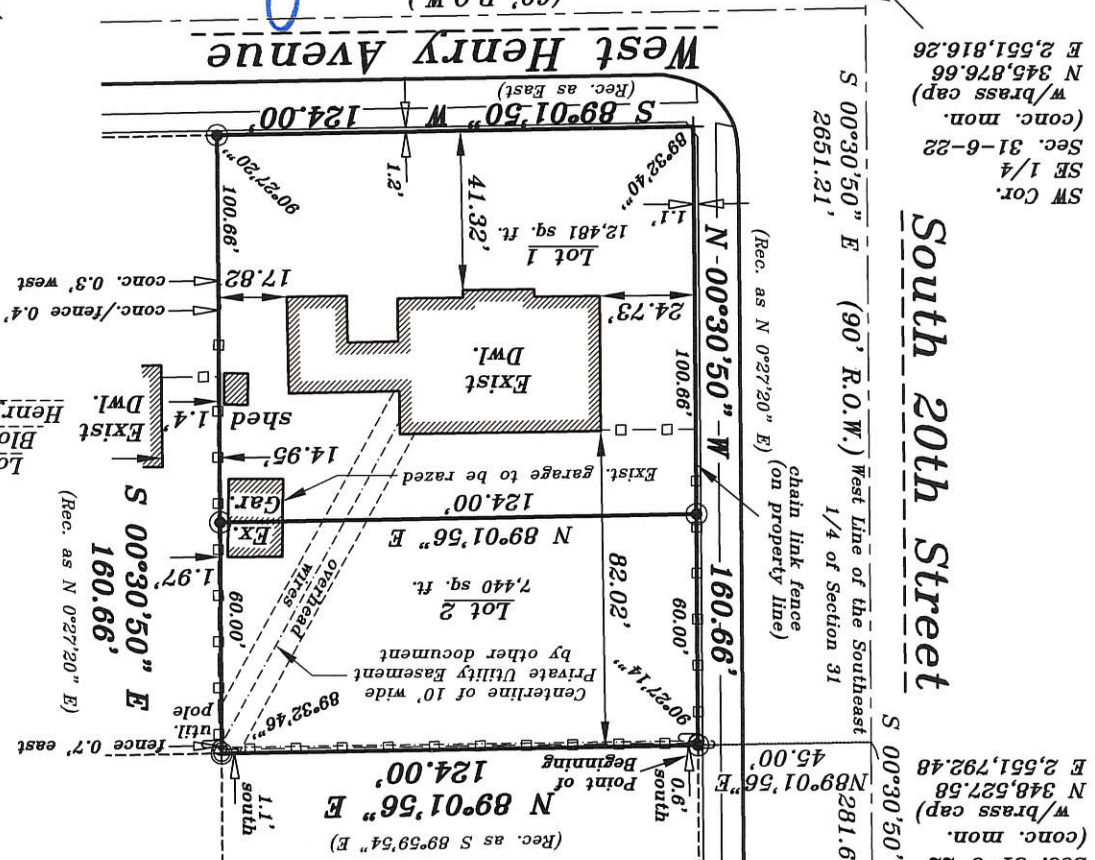 SW Cor.
SE 1/4
Sec. 31-6-22
(conc. mon.
w/brass cap)
N 345,876.66
E 2,551,816.26
West Henry Avenue
South 20th Street
S 00°30'50" E (90' R.O.W.)
2651.21'
West Line of the Southeast
1/4 of Section 31
S 89°01'50" W 124.00'
(Rec. as East)
N 00°30'50" W 160.66'
(Rec. as N 0°27'20" E)
1.2'
1.1'
90°27'20"
89°32'40"
100.66'
41.32'
Lot 1
12,481 sq. ft.
17.82'
24.73'
100.66'
conc. 0.3' west
conc./fence 0.4'
Exist
Dwl.
shed
1.4'
Exist
Dwl.
14.95'
Exist. garage to be razed
Ex.
Gar.
124.00'
N 89°01'56" E
chain link fence
(on property line)
S 00°30'50" E
160.66'
(Rec. as N 0°27'20" E)
1.97'
overhead
wires
Lot 2
7,440 sq. ft.
82.02'
60.00'
60.00'
Centerline of 10' wide
Private Utility Easement
by other document
89°32'46"
90°27'14"
util.
pole
fence 0.7' east
1.1'
south
0.6'
south
Point of
Beginning
N 89°01'56" E
124.00'
(Rec. as S 89°59'54" E)
N89°01'56"E
45.00'
S 00°30'50"
281.6
(conc. mon.
w/brass cap)
N 348,527.58
E 2,551,792.48